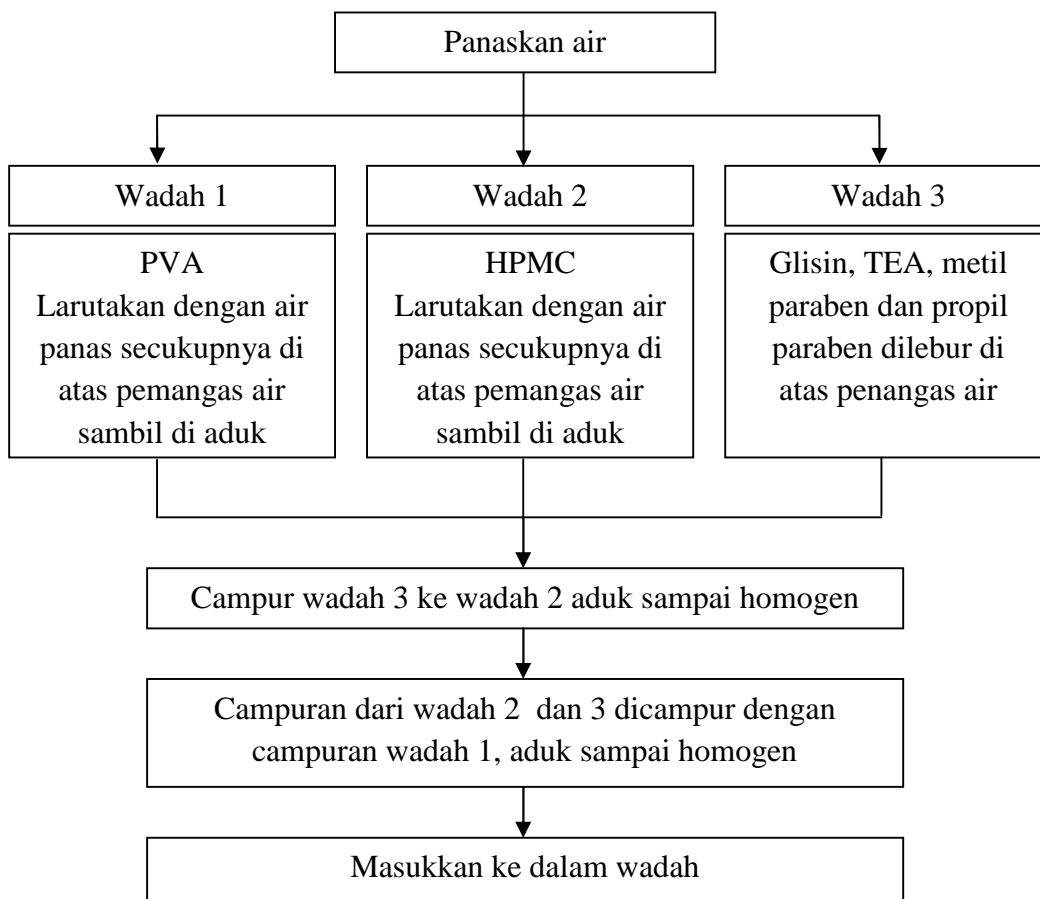 Panaskan air
Wadah 1
PVA
Larutakan dengan air
panas secukupnya di
atas pemangas air
sambil di aduk
Wadah 2
HPMC
Larutakan dengan air
panas secukupnya di
atas pemangas air
sambil di aduk
Wadah 3
Glisin, TEA, metil
paraben dan propil
paraben dilebur di
atas penangas air
Campur wadah 3 ke wadah 2 aduk sampai homogen
Campuran dari wadah 2 dan 3 dicampur dengan
campuran wadah 1, aduk sampai homogen
Masukkan ke dalam wadah